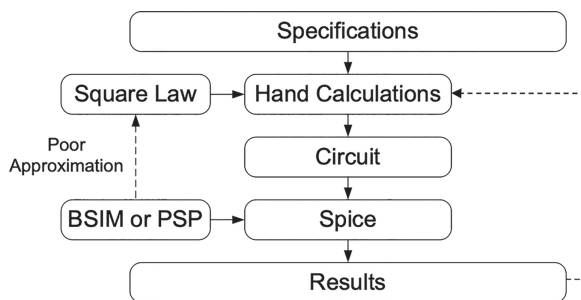 Specifications
Square Law
Hand Calculations
Poor
Approximation
Circuit
BSIM or PSP
Spice
Results